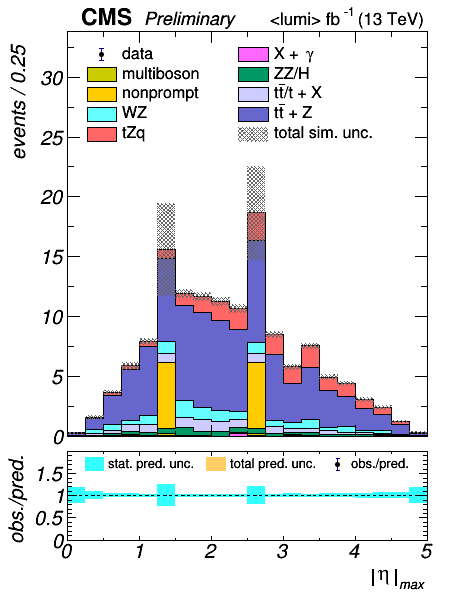 CMS Preliminary <lumi> fb⁻¹ (13 TeV)
events / 0.25
data
multiboson
nonprompt
WZ
tZq
X + γ
ZZ/H
tt̄/t + X
tt̄ + Z
total sim. unc.
30
25
20
15
10
5
0
obs./pred.
stat. pred. unc. total pred. unc. obs./pred.
1.5
1
0.5
0
0 1 2 3 4 5
|η|max